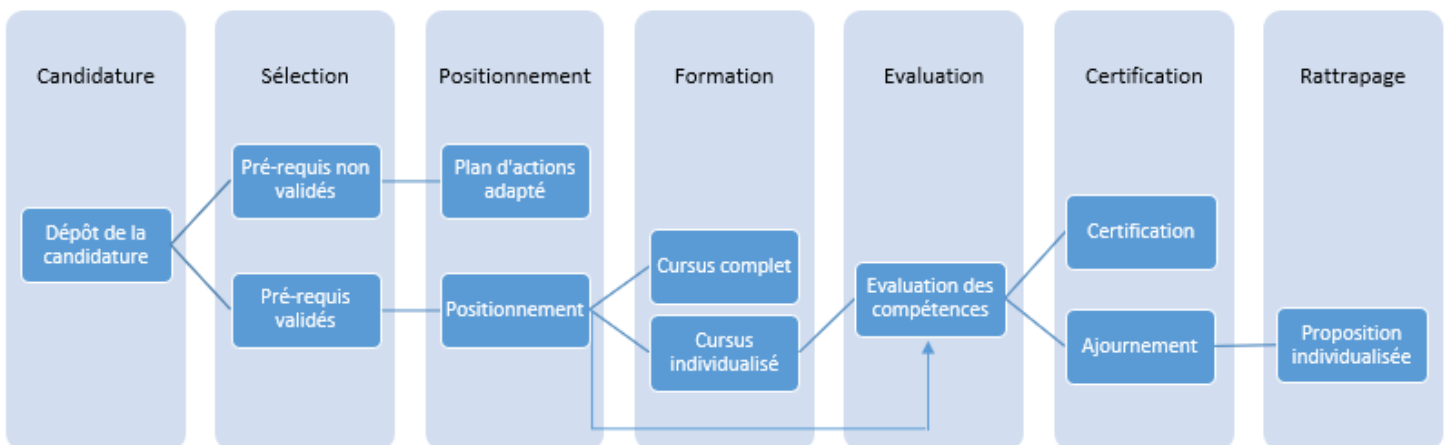 Candidature
Sélection
Positionnement
Formation
Evaluation
Certification
Rattrapage
Dépôt de la
candidature
Pré-requis non
validés
Pré-requis
validés
Plan d'actions
adapté
Positionnement
Cursus complet
Cursus
individualisé
Evaluation des
compétences
Certification
Ajournement
Proposition
individualisée